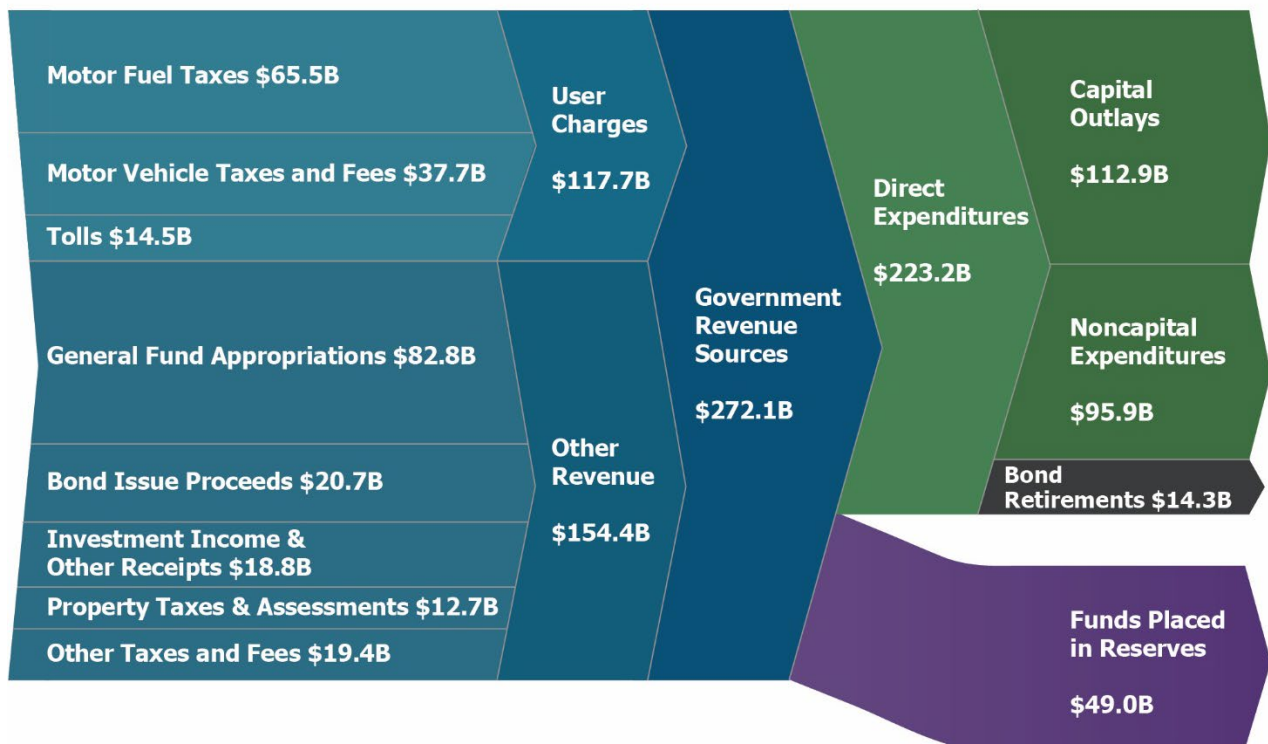 Motor Fuel Taxes $65.5B
Motor Vehicle Taxes and Fees $37.7B
Tolls $14.5B
General Fund Appropriations $82.8B
Bond Issue Proceeds $20.7B
Investment Income &
Other Receipts $18.8B
Property Taxes & Assessments $12.7B
Other Taxes and Fees $19.4B
User
Charges
$117.7B
Other
Revenue
$154.4B
Government
Revenue
Sources
$272.1B
Direct
Expenditures
$223.2B
Capital
Outlays
$112.9B
Noncapital
Expenditures
$95.9B
Bond
Retirements $14.3B
Funds Placed
in Reserves
$49.0B